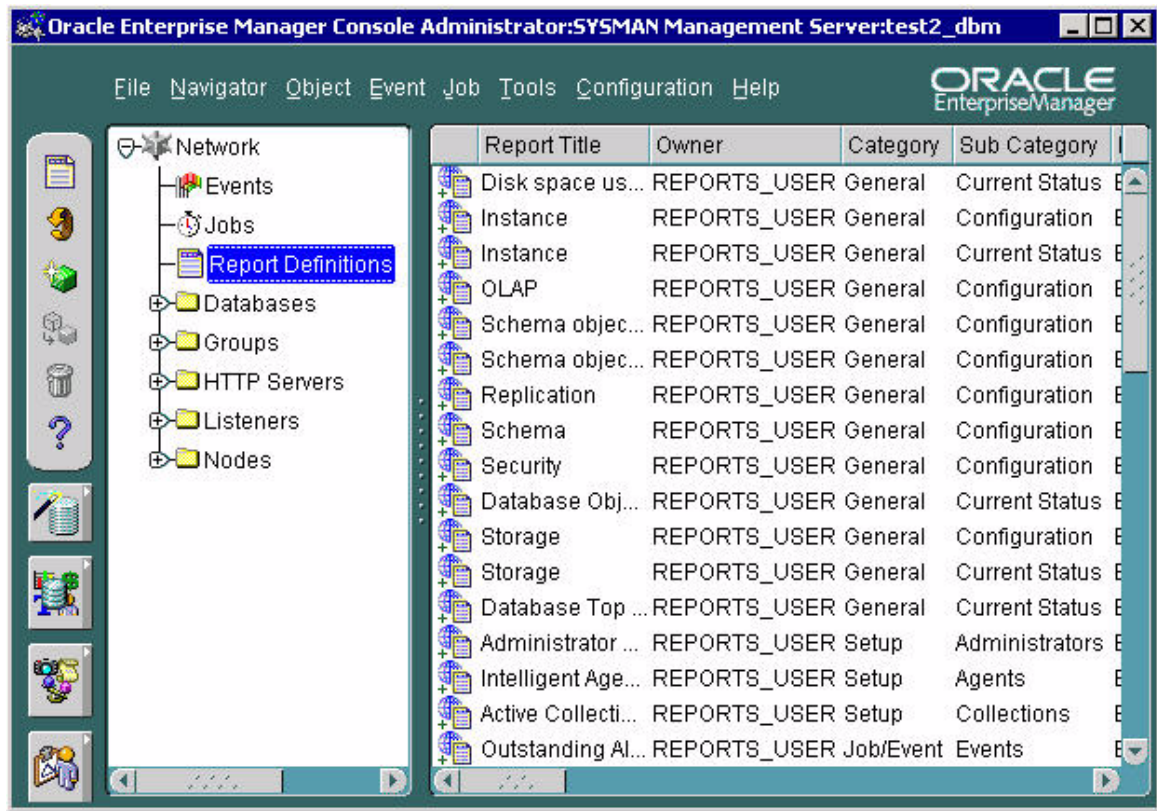 Oracle Enterprise Manager Console Administrator:SYSMAN Management Server:test2_dbm
File Navigator Object Event Job Tools Configuration Help
ORACLE
EnterpriseManager
Network
Events
Jobs
Report Definitions
Databases
Groups
HTTP Servers
Listeners
Nodes
Report Title Owner Category Sub Category
Disk space us... REPORTS_USER General Current Status
Instance REPORTS_USER General Configuration
Instance REPORTS_USER General Current Status
OLAP REPORTS_USER General Configuration
Schema objec... REPORTS_USER General Configuration
Schema objec... REPORTS_USER General Current Status
Replication REPORTS_USER General Configuration
Schema REPORTS_USER General Configuration
Security REPORTS_USER General Configuration
Database Obj... REPORTS_USER General Current Status
Storage REPORTS_USER General Configuration
Storage REPORTS_USER General Current Status
Database Top ... REPORTS_USER General Current Status
Administrator ... REPORTS_USER Setup Administrators
Intelligent Age... REPORTS_USER Setup Agents
Active Collecti... REPORTS_USER Setup Collections
Outstanding Al... REPORTS_USER Job/Event Events